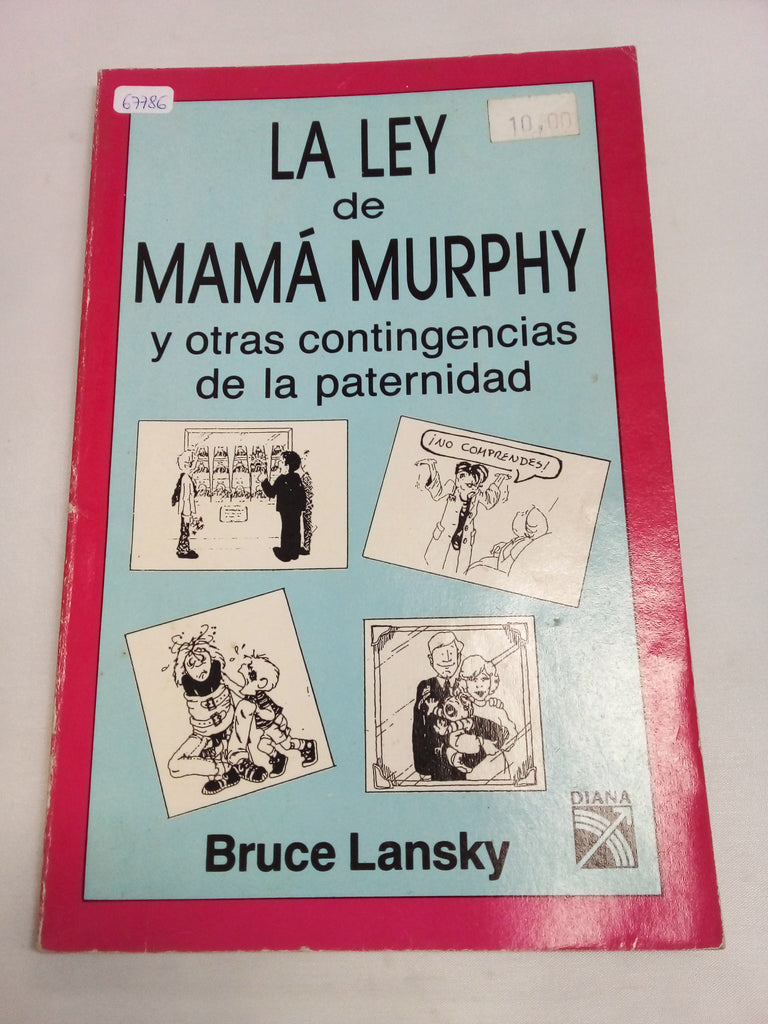 67786
10,00
LA LEY
de
MAMÁ MURPHY
y otras contingencias
de la paternidad
¡NO COMPRENDES!
Bruce Lansky
DIANA